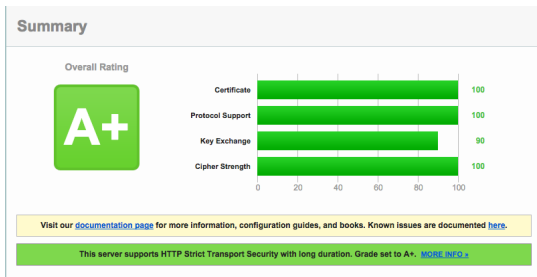 Summary
Overall Rating
A+
Certificate 100
Protocol Support 100
Key Exchange 90
Cipher Strength 100
0 20 40 60 80 100
Visit our documentation page for more information, configuration guides, and books. Known issues are documented here.
This server supports HTTP Strict Transport Security with long duration. Grade set to A+. MORE INFO »